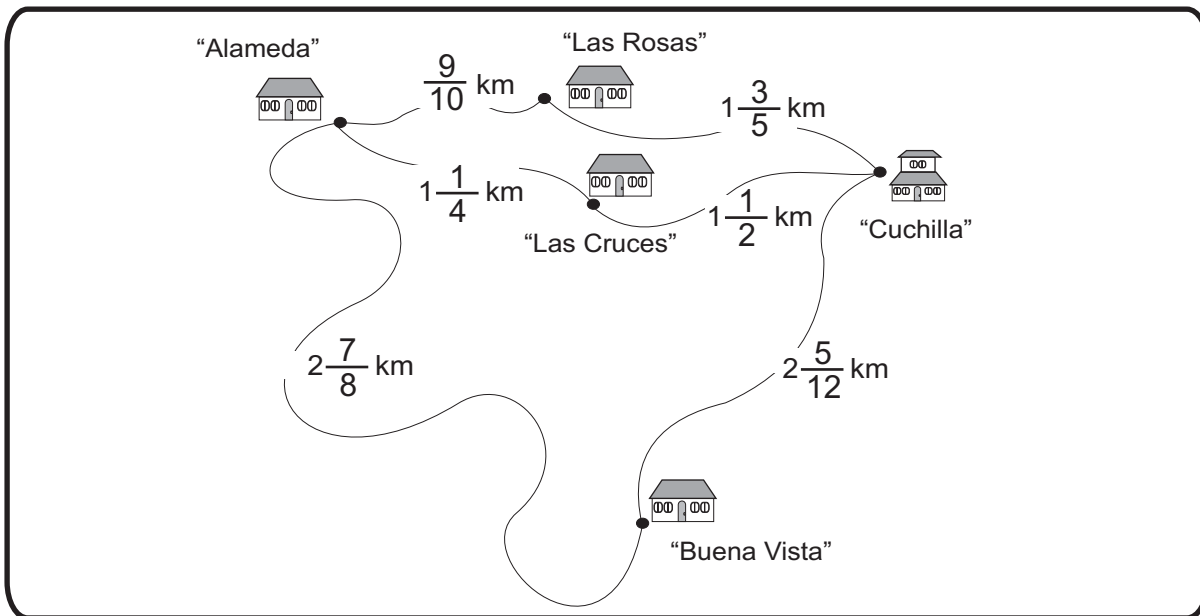 “Las Rosas”
“Alameda”
9/10 km
1 3/5 km
1 1/4 km
1 1/2 km
“Cuchilla”
“Las Cruces”
2 7/8 km
2 5/12 km
“Buena Vista”